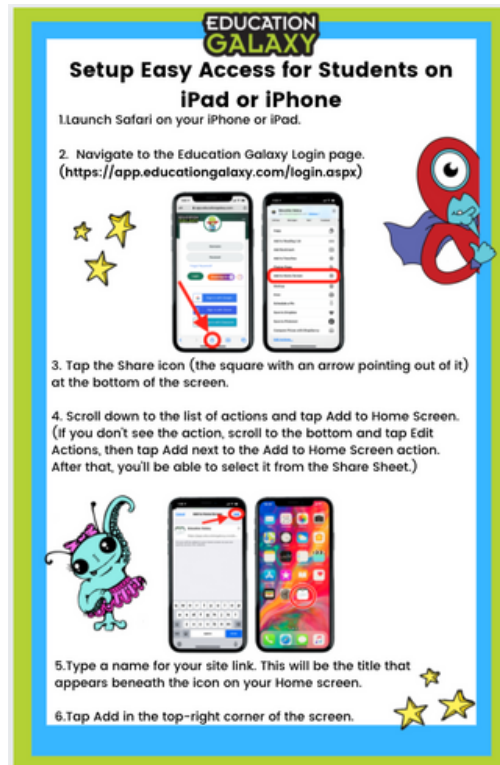 EDUCATION
GALAXY
Setup Easy Access for Students on
iPad or iPhone
1.Launch Safari on your iPhone or iPad.
2. Navigate to the Education Galaxy Login page.
(https://app.educationgalaxy.com/login.aspx)
3. Tap the Share icon (the square with an arrow pointing out of it)
at the bottom of the screen.
4. Scroll down to the list of actions and tap Add to Home Screen.
(If you don't see the action, scroll to the bottom and tap Edit
Actions, then tap Add next to the Add to Home Screen action.
After that, you'll be able to select it from the Share Sheet.)
5.Type a name for your site link. This will be the title that
appears beneath the icon on your Home screen.
6.Tap Add in the top-right corner of the screen.